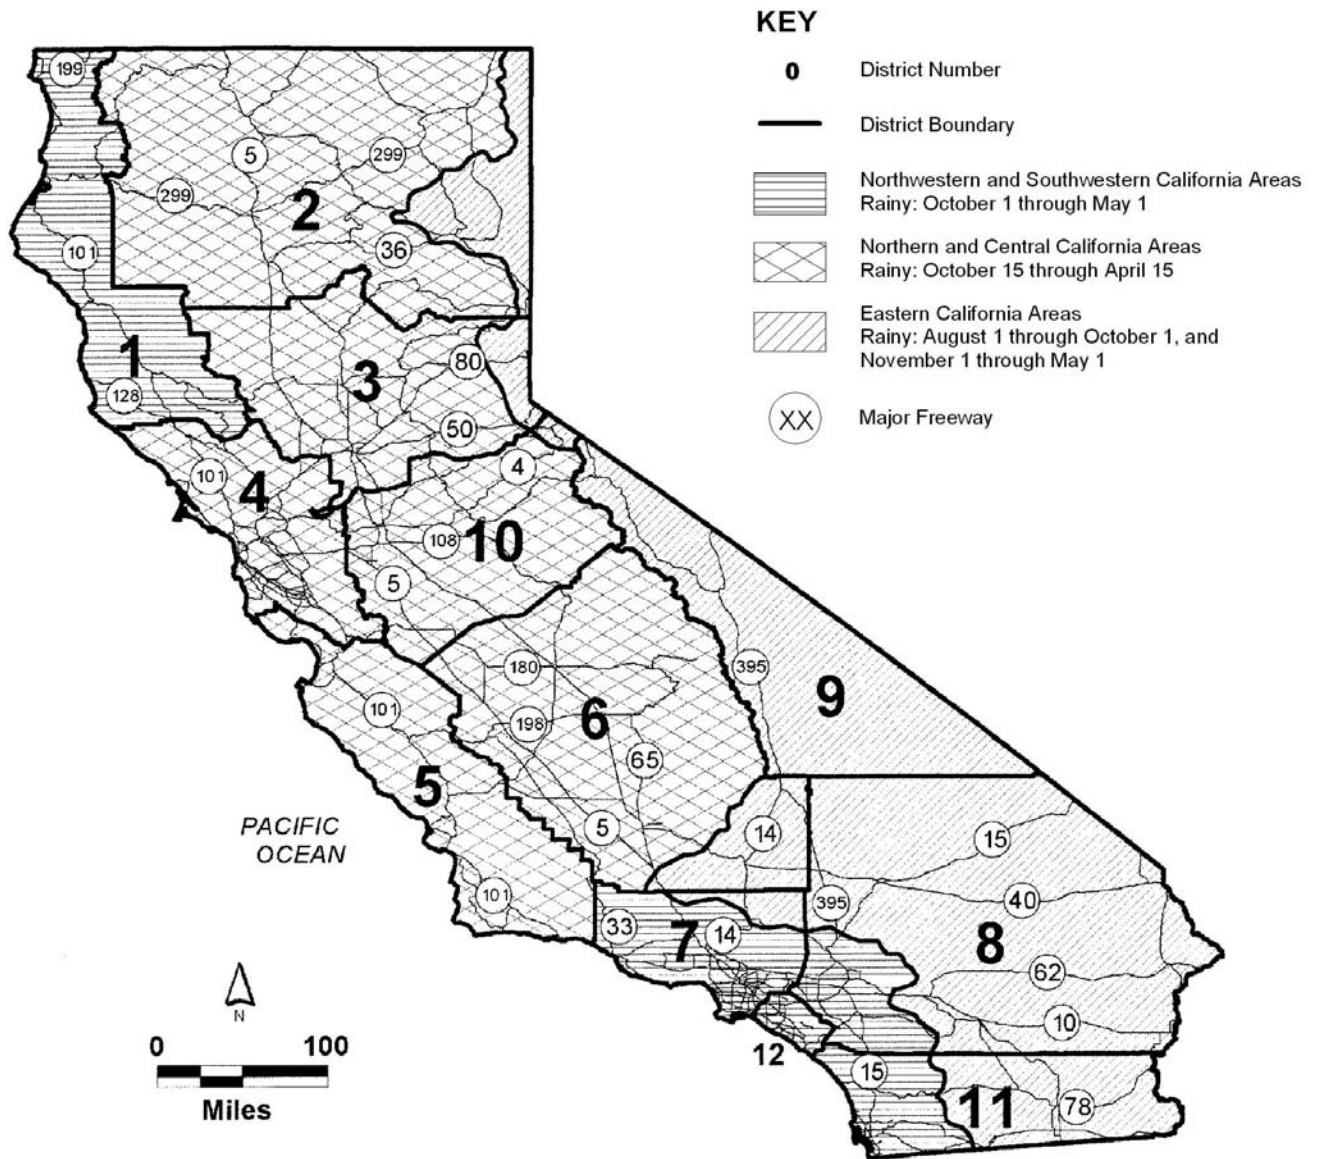 KEY
0 District Number
District Boundary
Northwestern and Southwestern California Areas
Rainy: October 1 through May 1
Northern and Central California Areas
Rainy: October 15 through April 15
Eastern California Areas
Rainy: August 1 through October 1, and
November 1 through May 1
XX Major Freeway
199
5
299
299
2
101
36
1
3
80
128
50
4
101
4
108
10
5
180
395
9
101
198
6
65
5
PACIFIC
OCEAN
5
14
15
101
395
40
33
7
14
8
62
10
N
0 100
Miles
12
15
11
78